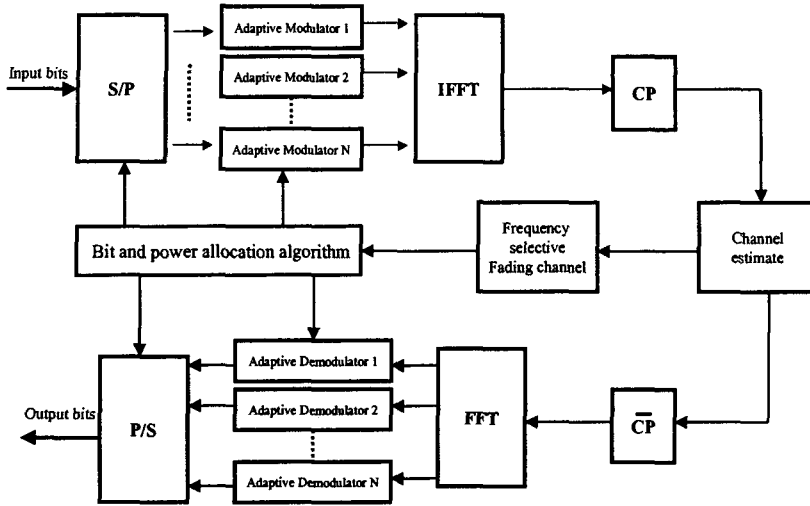 Input bits
S/P
Adaptive Modulator 1
Adaptive Modulator 2
Adaptive Modulator N
IFFT
CP
Bit and power allocation algorithm
Frequency
selective
Fading channel
Channel
estimate
Output bits
P/S
Adaptive Demodulator 1
Adaptive Demodulator 2
Adaptive Demodulator N
FFT
C̅P̅